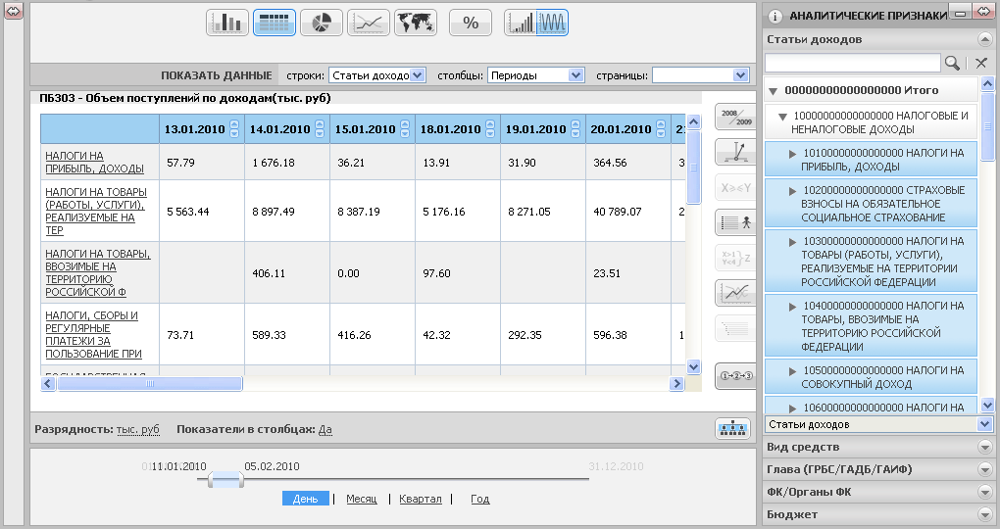 %
АНАЛИТИЧЕСКИЕ ПРИЗНАКИ
ПОКАЗАТЬ ДАННЫЕ строки: Статьи доходо столбцы: Периоды страницы:
ПБ303 - Объем поступлений по доходам(тыс. руб)
13.01.2010 14.01.2010 15.01.2010 18.01.2010 19.01.2010 20.01.2010 21
НАЛОГИ НА
ПРИБЫЛЬ, ДОХОДЫ
57.79 1 676.18 36.21 13.91 31.90 364.56 3
НАЛОГИ НА ТОВАРЫ
(РАБОТЫ, УСЛУГИ),
РЕАЛИЗУЕМЫЕ НА
ТЕР
5 563.44 8 897.49 8 387.19 5 176.16 8 271.05 40 789.07 2
НАЛОГИ НА ТОВАРЫ,
ВВОЗИМЫЕ НА
ТЕРРИТОРИЮ
РОССИЙСКОЙ Ф
406.11 0.00 97.60 23.51
НАЛОГИ, СБОРЫ И
РЕГУЛЯРНЫЕ
ПЛАТЕЖИ ЗА
ПОЛЬЗОВАНИЕ ПРИ
73.71 589.33 416.26 42.32 292.35 596.38 1
ГОСУДАРСТВЕННАЯ
2008/
2009
X≥≤Y
X>1
Y<4
}Z
1 2 3
Разрядность: тыс. руб Показатели в столбцах: Да
11.01.2010 05.02.2010 31.12.2010
День | Месяц | Квартал | Год
Статьи доходов
00000000000000000 Итого
10000000000000000 НАЛОГОВЫЕ И
НЕНАЛОГОВЫЕ ДОХОДЫ
10100000000000000 НАЛОГИ НА
ПРИБЫЛЬ, ДОХОДЫ
10200000000000000 СТРАХОВЫЕ
ВЗНОСЫ НА ОБЯЗАТЕЛЬНОЕ
СОЦИАЛЬНОЕ СТРАХОВАНИЕ
10300000000000000 НАЛОГИ НА
ТОВАРЫ (РАБОТЫ, УСЛУГИ),
РЕАЛИЗУЕМЫЕ НА ТЕРРИТОРИИ
РОССИЙСКОЙ ФЕДЕРАЦИИ
10400000000000000 НАЛОГИ НА
ТОВАРЫ, ВВОЗИМЫЕ НА
ТЕРРИТОРИЮ РОССИЙСКОЙ
ФЕДЕРАЦИИ
10500000000000000 НАЛОГИ НА
СОВОКУПНЫЙ ДОХОД
10600000000000000 НАЛОГИ НА
Статьи доходов
Вид средств
Глава (ГРБС/ГАДБ/ГАИФ)
ФК/Органы ФК
Бюджет